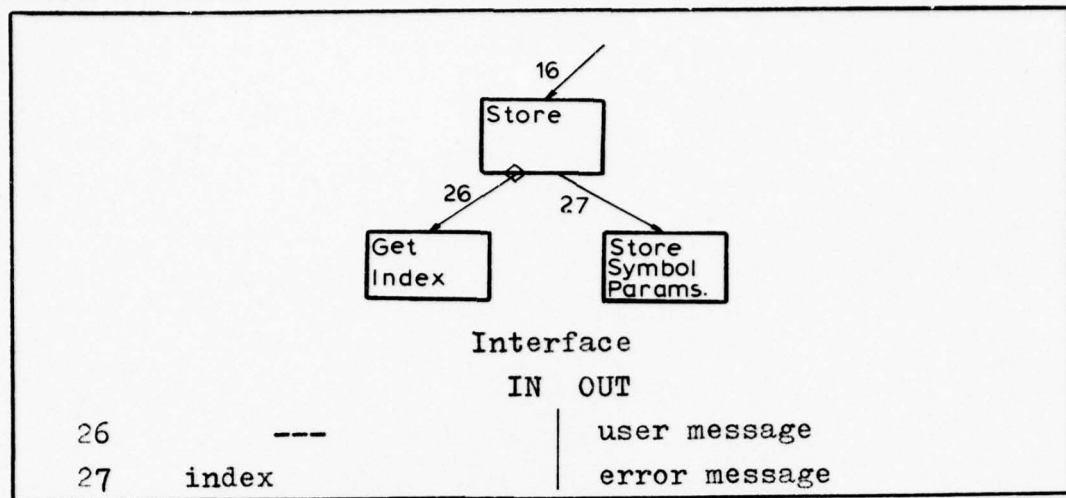 16
Store
26
27
Get
Index
Store
Symbol
Params.
Interface
IN OUT
26 --- user message
27 index error message